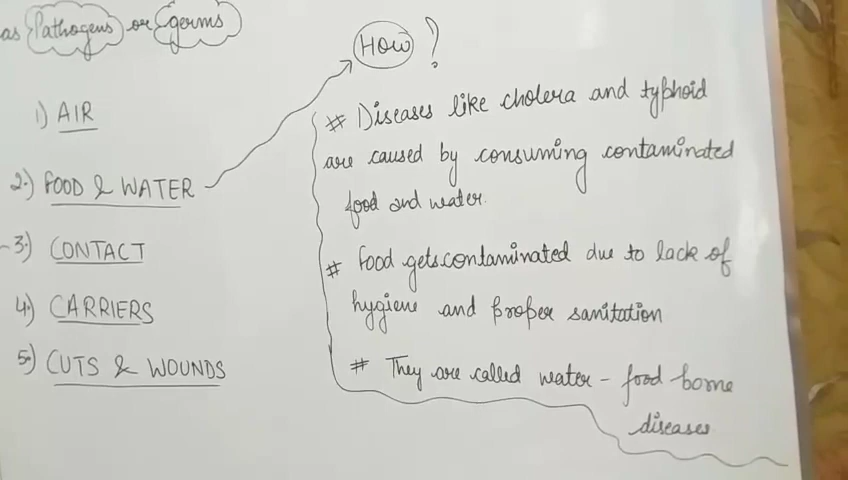 as Pathogens or germs
1) AIR
2.) FOOD & WATER
3.) CONTACT
4.) CARRIERS
5.) CUTS & WOUNDS
How ?
# Diseases like cholera and typhoid
are caused by consuming contaminated
food and water.
# Food gets contaminated due to lack of
hygiene and proper sanitation
# They are called water - food borne
diseases